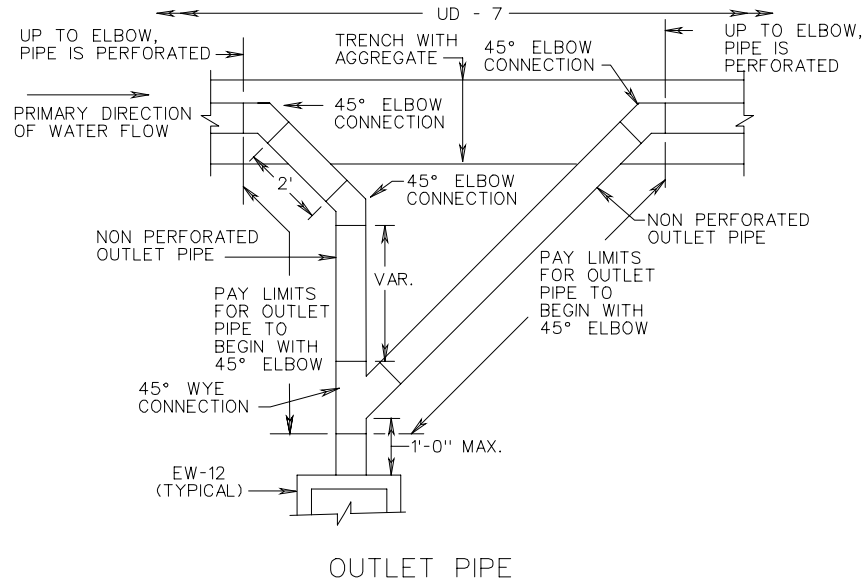 UD - 7
UP TO ELBOW,
PIPE IS PERFORATED
TRENCH WITH
AGGREGATE
45° ELBOW
CONNECTION
UP TO ELBOW,
PIPE IS
PERFORATED
PRIMARY DIRECTION
OF WATER FLOW
45° ELBOW
CONNECTION
2'
45° ELBOW
CONNECTION
NON PERFORATED
OUTLET PIPE
NON PERFORATED
OUTLET PIPE
VAR.
PAY LIMITS
FOR OUTLET
PIPE TO
BEGIN WITH
45° ELBOW
PAY LIMITS
FOR OUTLET
PIPE TO
BEGIN WITH
45° ELBOW
45° WYE
CONNECTION
1'-0" MAX.
EW-12
(TYPICAL)
OUTLET PIPE